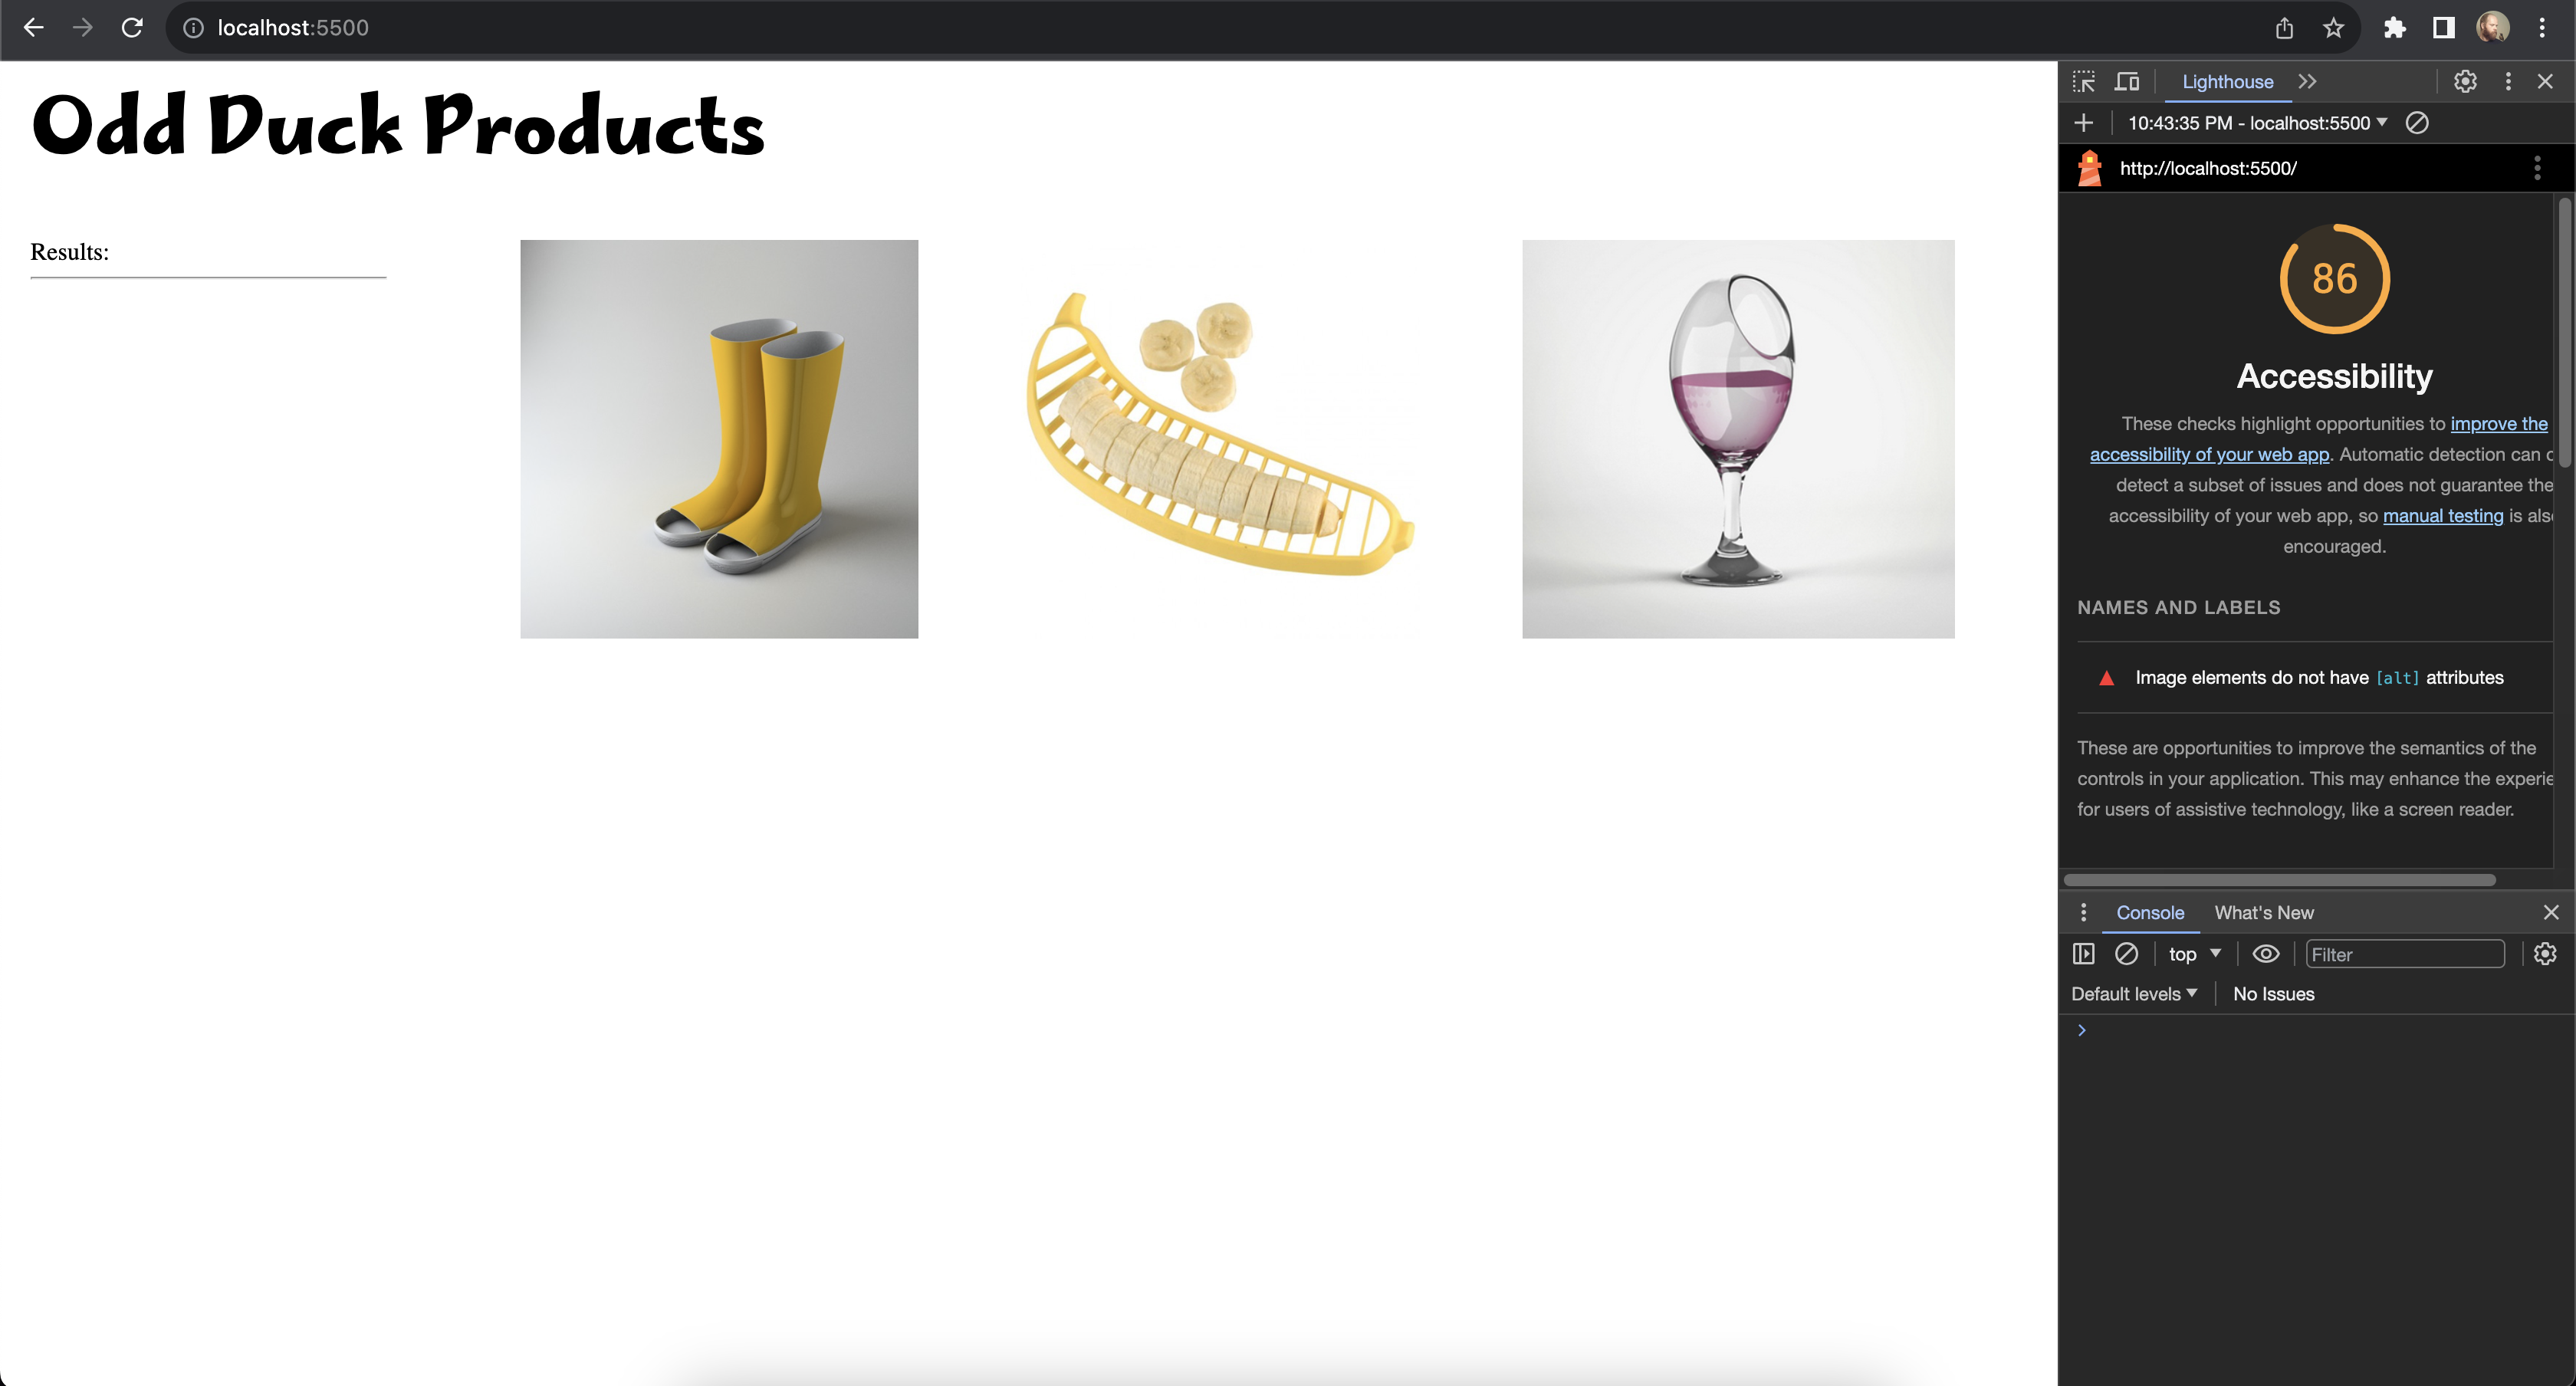 localhost:5500
Odd Duck Products
Results:
Lighthouse
10:43:35 PM - localhost:5500
http://localhost:5500/
86
Accessibility
These checks highlight opportunities to improve the
accessibility of your web app. Automatic detection can
detect a subset of issues and does not guarantee the
accessibility of your web app, so manual testing is also
encouraged.
NAMES AND LABELS
Image elements do not have [alt] attributes
These are opportunities to improve the semantics of the
controls in your application. This may enhance the
for users of assistive technology, like a screen reader.
Console What's New
top Filter
Default levels No Issues